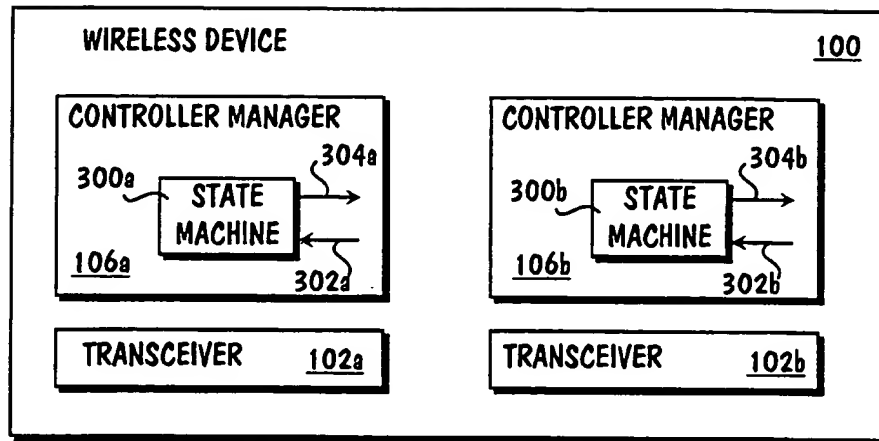 WIRELESS DEVICE
100
CONTROLLER MANAGER
304a
300a
STATE
MACHINE
106a
302a
CONTROLLER MANAGER
304b
300b
STATE
MACHINE
106b
302b
TRANSCEIVER
102a
TRANSCEIVER
102b